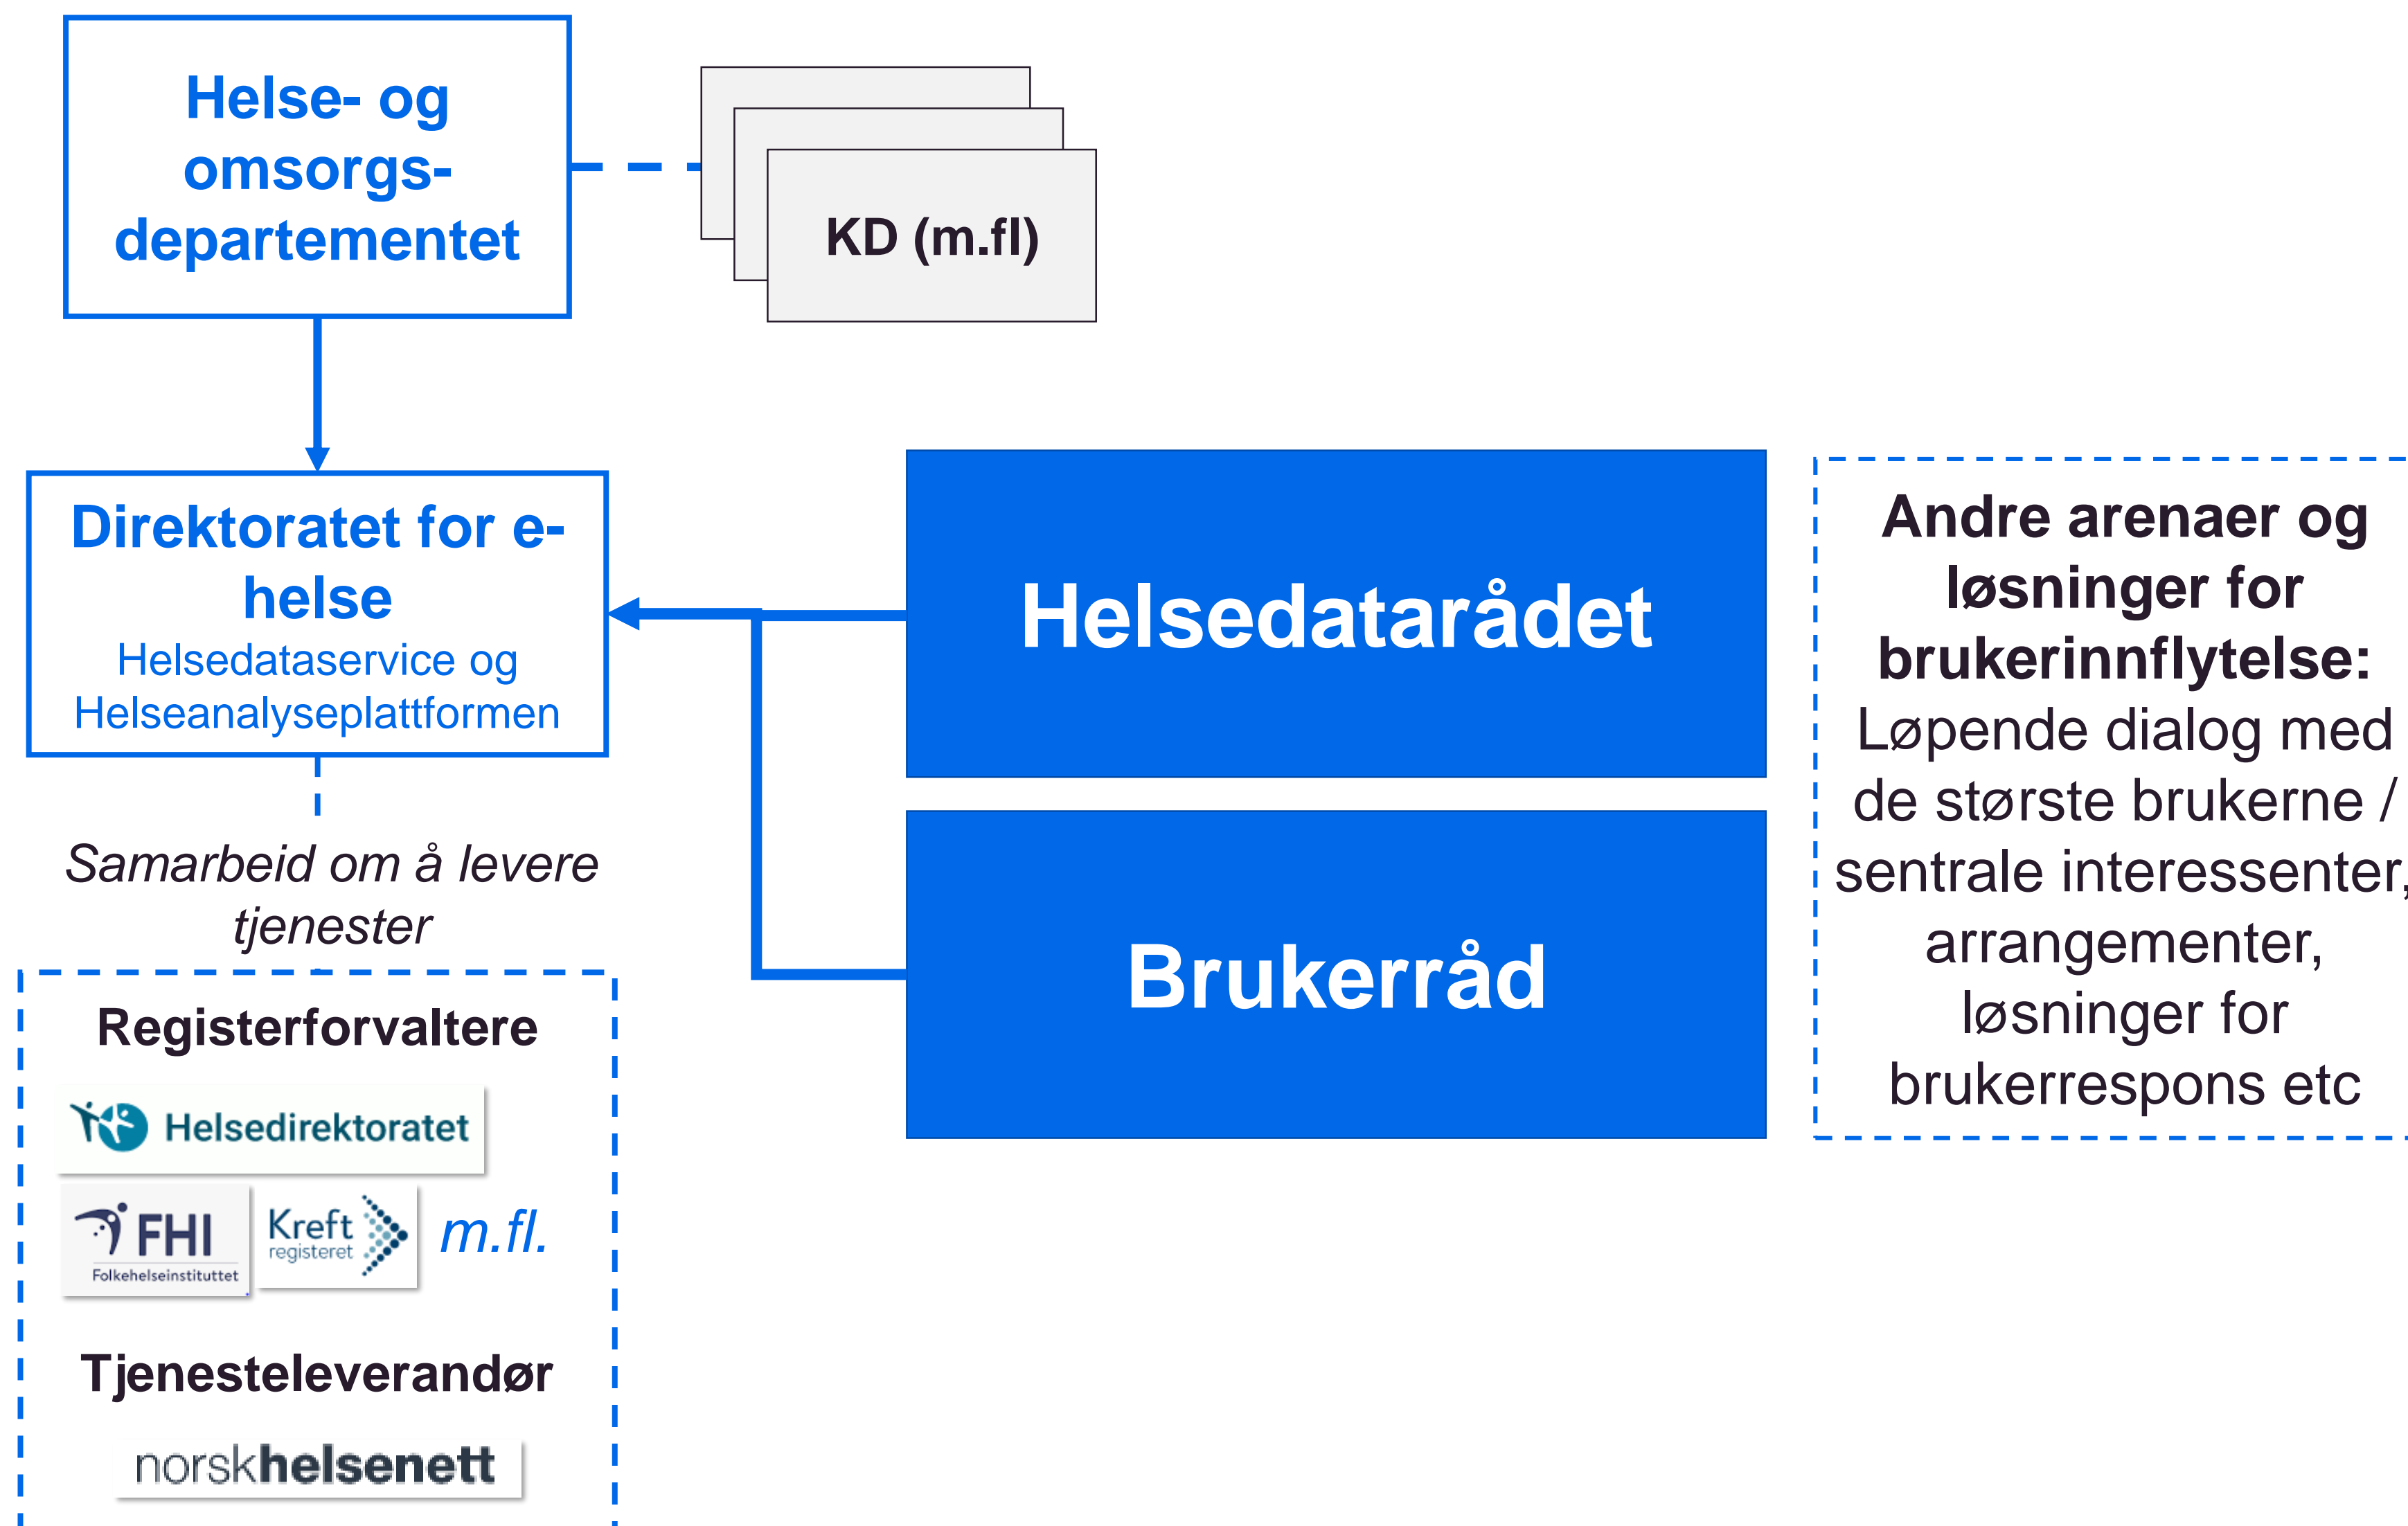 Helse- og
omsorgs-
departementet
KD (m.fl)
Direktoratet for e-
helse
Helsedataservice og
Helseanalyseplattformen
Samarbeid om å levere
tjenester
Registerforvaltere
Helsedirektoratet
FHI
Folkehelseinstituttet
Kreft
registeret
m.fl.
Tjenesteleverandør
norskhelsenett
Helsedatarådet
Brukerråd
Andre arenaer og
løsninger for
brukerinnflytelse:
Løpende dialog med
de største brukerne /
sentrale interessenter,
arrangementer,
løsninger for
brukerrespons etc